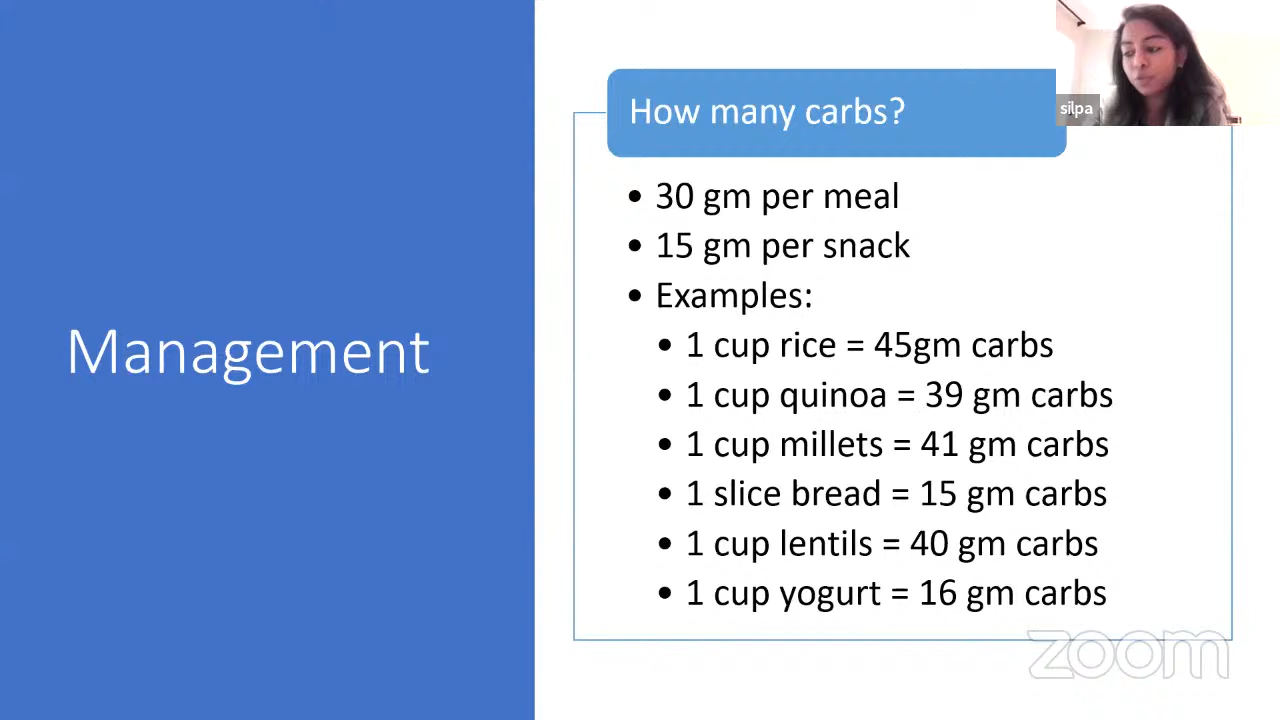 How many carbs?
silpa
• 30 gm per meal
• 15 gm per snack
• Examples:
• 1 cup rice = 45gm carbs
• 1 cup quinoa = 39 gm carbs
• 1 cup millets = 41 gm carbs
• 1 slice bread = 15 gm carbs
• 1 cup lentils = 40 gm carbs
• 1 cup yogurt = 16 gm carbs
Management
zoom